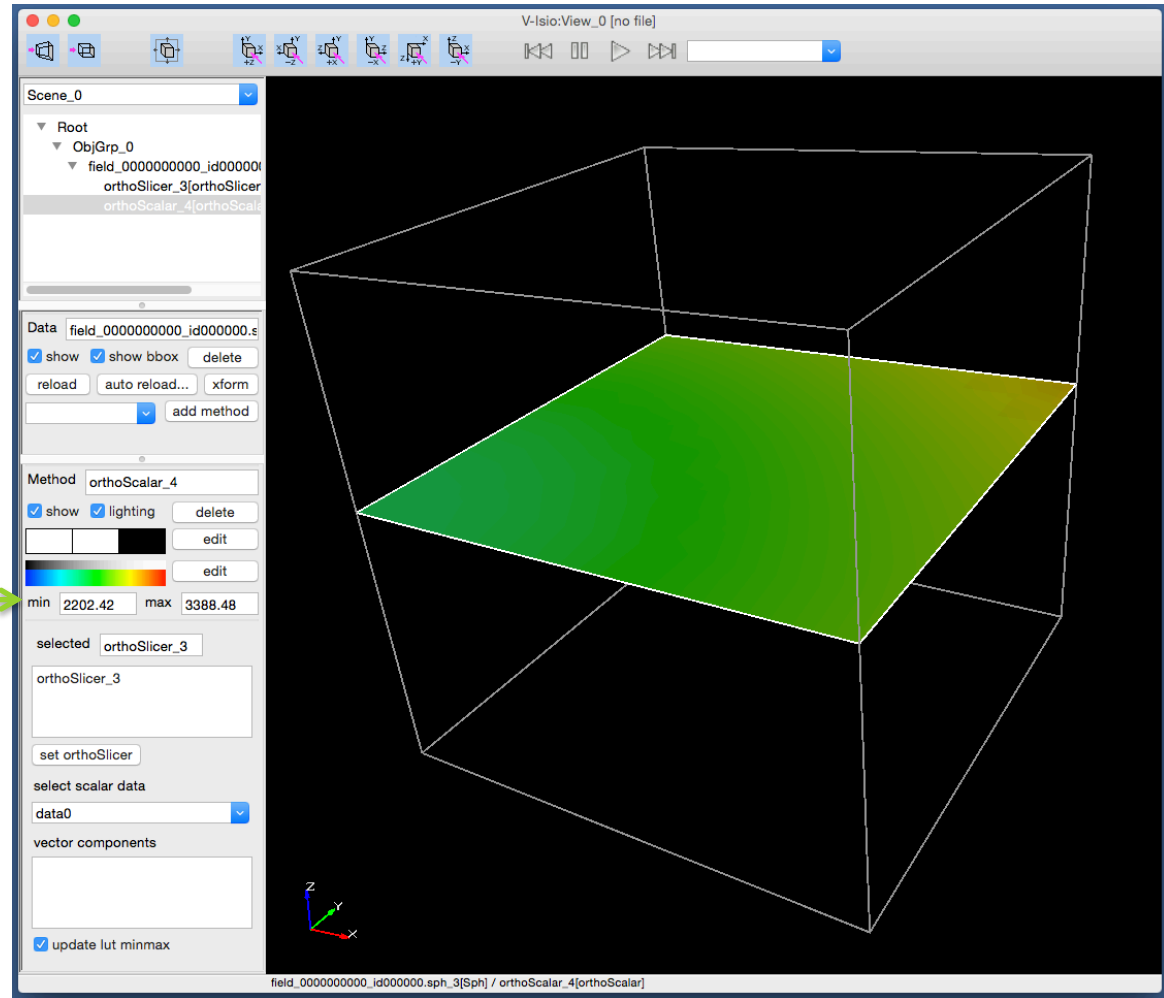 V-Isio:View_0 [no file]
Scene_0
Root
ObjGrp_0
field_0000000000_id000000
orthoSlicer_3[orthoSlicer
orthoScalar_4[orthoScala
Data field_0000000000_id000000.s
show show bbox delete
reload auto reload... xform
add method
Method orthoScalar_4
show lighting delete
edit
edit
min 2202.42 max 3388.48
selected orthoSlicer_3
orthoSlicer_3
set orthoSlicer
select scalar data
data0
vector components
update lut minmax
Z
Y
X
field_0000000000_id000000.sph_3[Sph] / orthoScalar_4[orthoScalar]